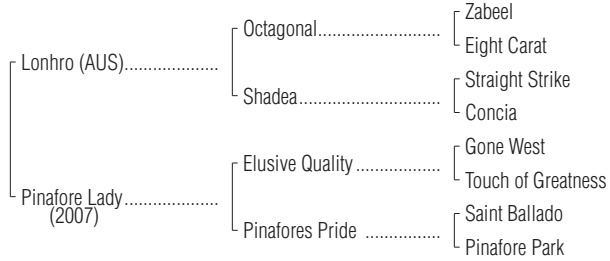 Zabeel
Octagonal
Eight Carat
Lonhro (AUS)
Straight Strike
Shadea
Concia
Gone West
Elusive Quality
Touch of Greatness
Pinafore Lady
(2007)
Saint Ballado
Pinafores Pride
Pinafore Park